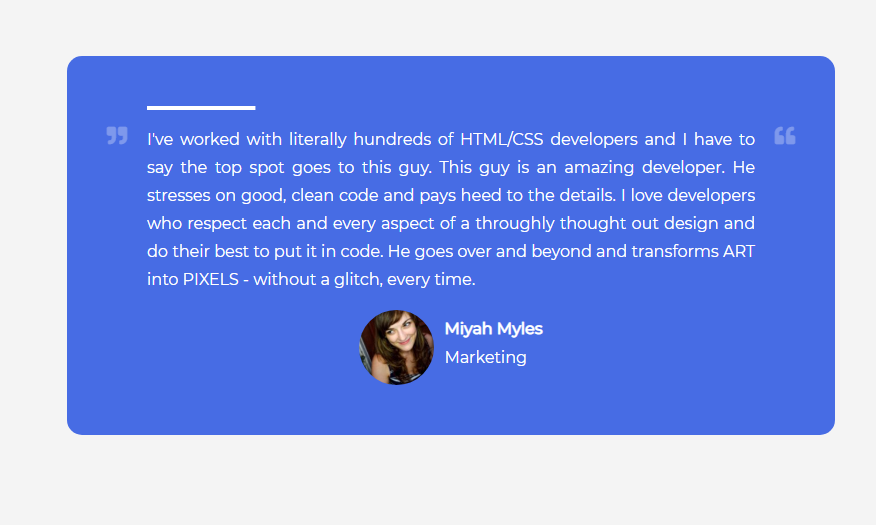 I've worked with literally hundreds of HTML/CSS developers and I have to
say the top spot goes to this guy. This guy is an amazing developer. He
stresses on good, clean code and pays heed to the details. I love developers
who respect each and every aspect of a throughly thought out design and
do their best to put it in code. He goes over and beyond and transforms ART
into PIXELS - without a glitch, every time.
Miyah Myles
Marketing